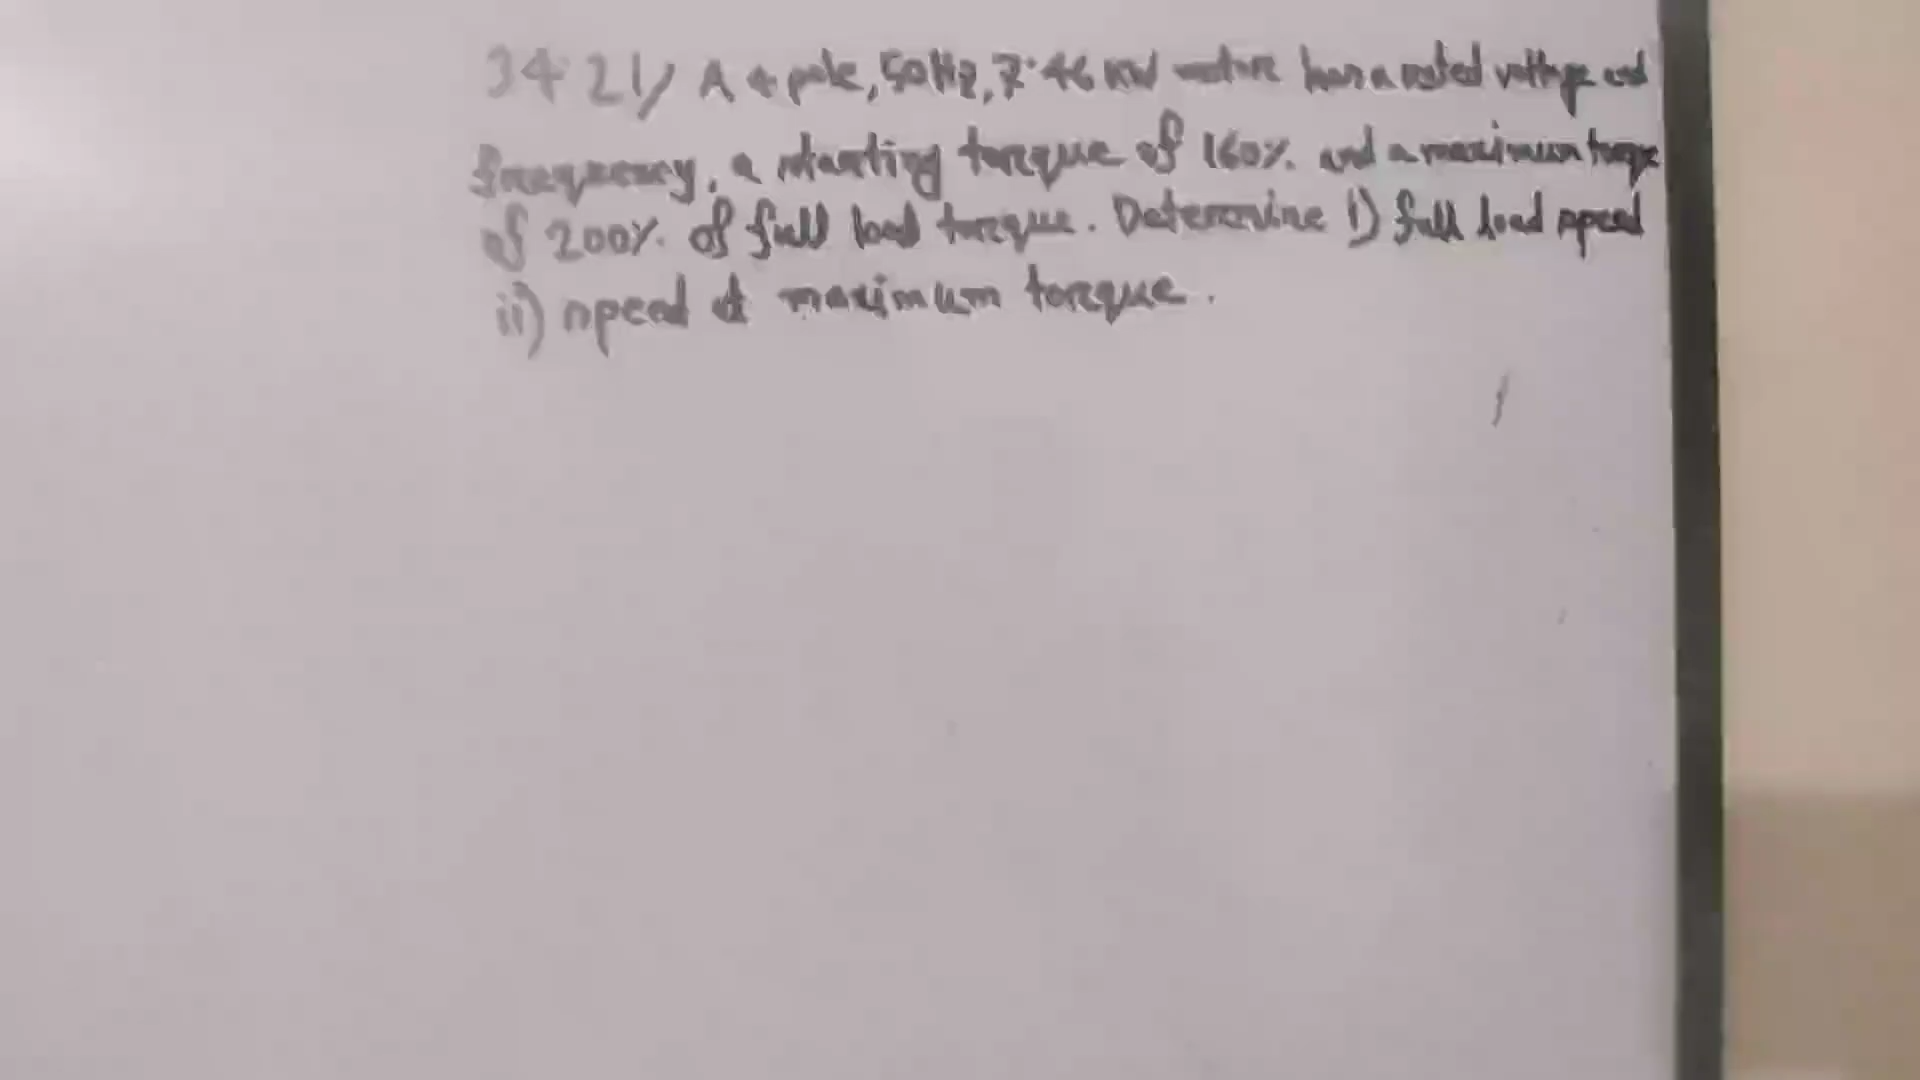 34.21/ A 4 pole, 50Hz, 7.46 KW motor has a rated voltage and
frequency, a starting torque of 160% and a maximum torque
of 200% of full load torque. Determine i) full load speed
ii) speed at maximum torque.